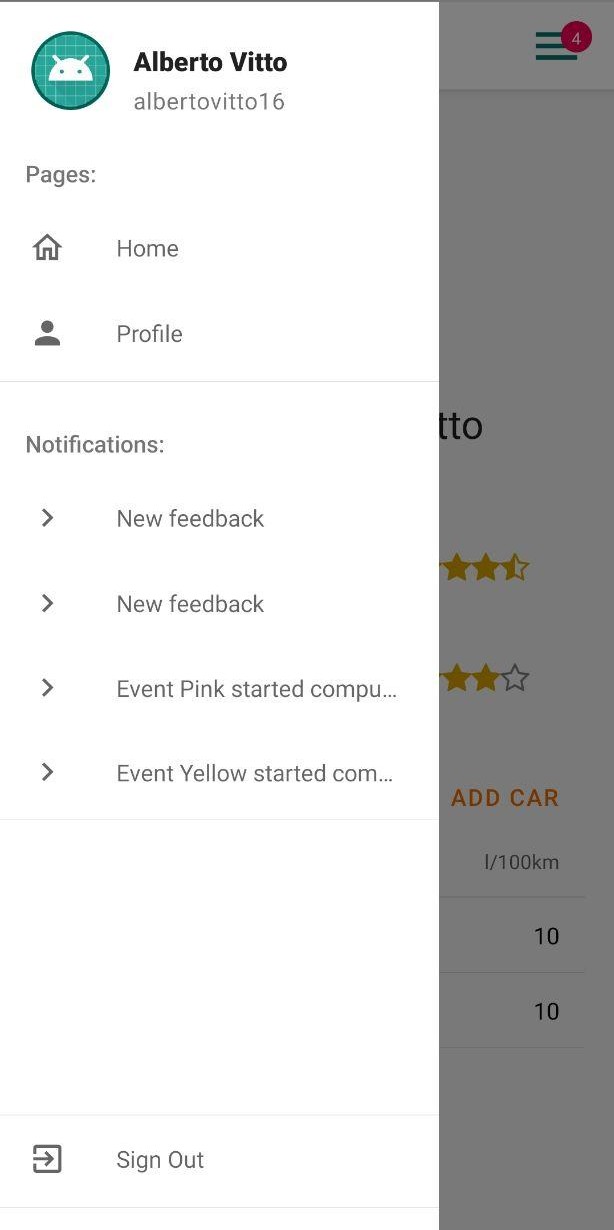 Alberto Vitto
albertovitto16
4
Pages:
Home
Profile
tto
Notifications:
New feedback
New feedback
Event Pink started compu...
Event Yellow started com...
ADD CAR
l/100km
10
10
Sign Out